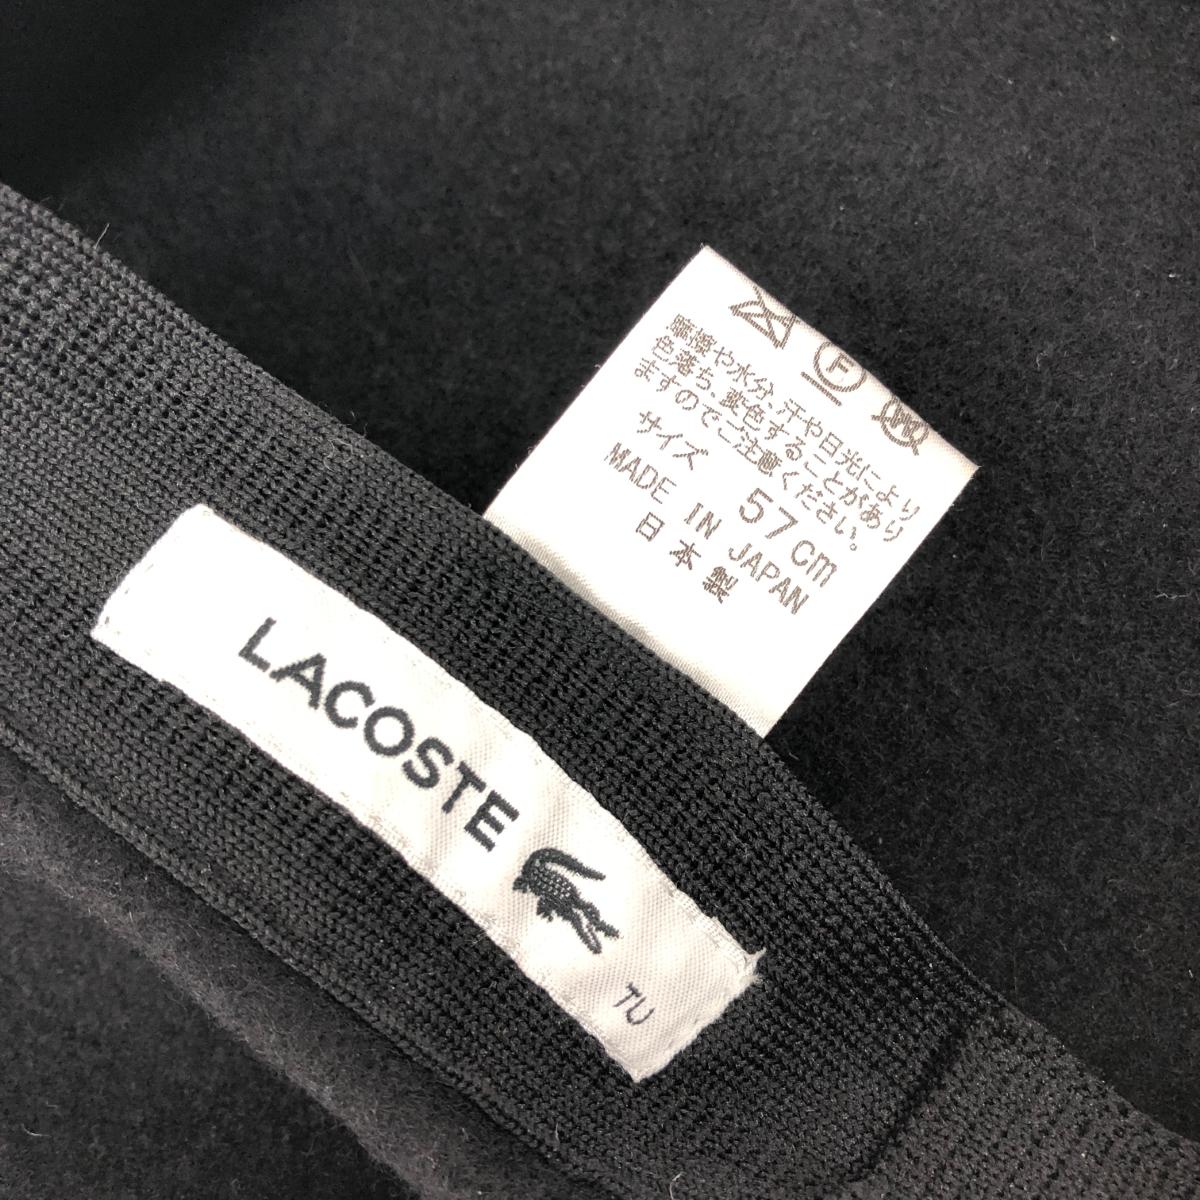 F
摩擦や水分、汗や日光により
色落ち、変色することがあり
ますのでご注意ください。
サイズ 57cm
MADE IN JAPAN
日本製
LACOSTE
TU